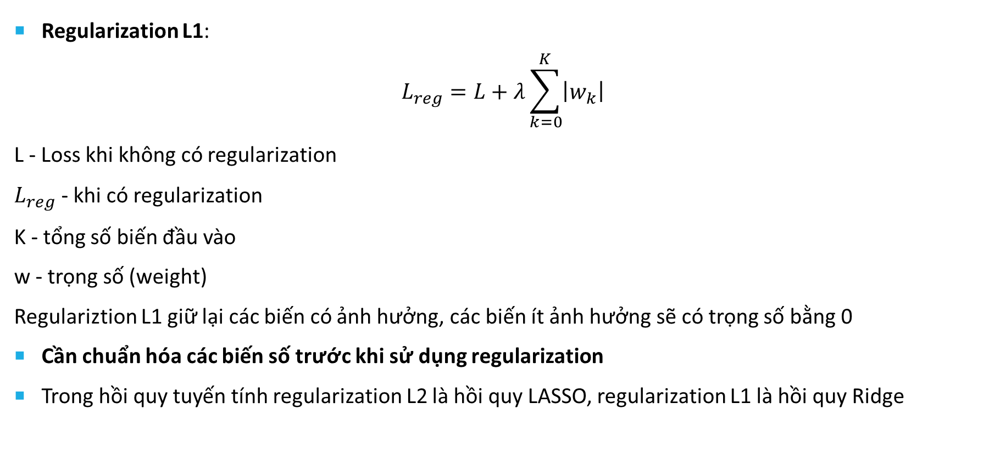 ▪ Regularization L1:
L_{reg} = L + λ \sum_{k=0}^{K} |w_k|
L - Loss khi không có regularization
L_{reg} - khi có regularization
K - tổng số biến đầu vào
w - trọng số (weight)
Regulariztion L1 giữ lại các biến có ảnh hưởng, các biến ít ảnh hưởng sẽ có trọng số bằng 0
▪ Cần chuẩn hóa các biến số trước khi sử dụng regularization
▪ Trong hồi quy tuyến tính regularization L2 là hồi quy LASSO, regularization L1 là hồi quy Ridge